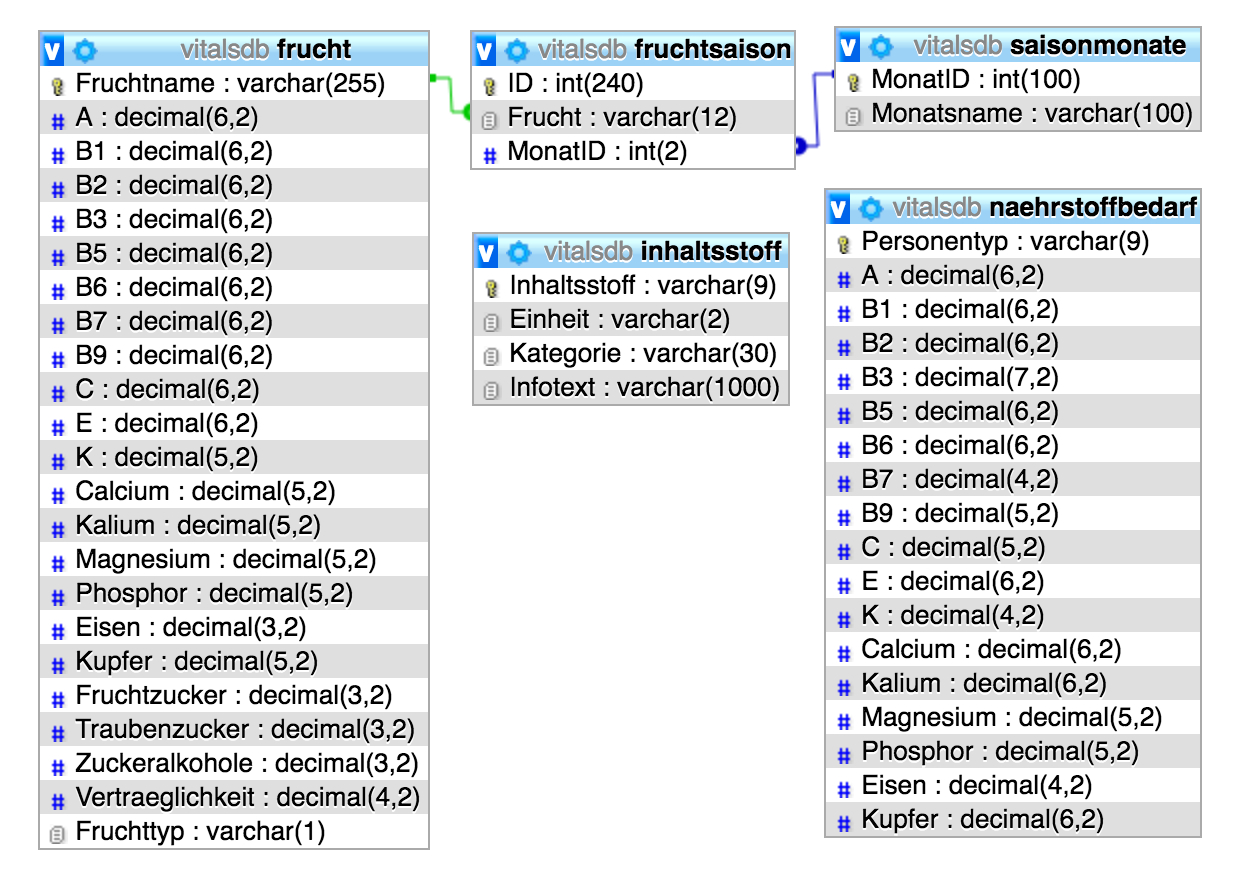 vitalsdb frucht
Fruchtname : varchar(255)
A : decimal(6,2)
B1 : decimal(6,2)
B2 : decimal(6,2)
B3 : decimal(6,2)
B5 : decimal(6,2)
B6 : decimal(6,2)
B7 : decimal(6,2)
B9 : decimal(6,2)
C : decimal(6,2)
E : decimal(6,2)
K : decimal(5,2)
Calcium : decimal(5,2)
Kalium : decimal(5,2)
Magnesium : decimal(5,2)
Phosphor : decimal(5,2)
Eisen : decimal(3,2)
Kupfer : decimal(5,2)
Fruchtzucker : decimal(3,2)
Traubenzucker : decimal(3,2)
Zuckeralkohole : decimal(3,2)
Vertraeglichkeit : decimal(4,2)
Fruchttyp : varchar(1)
vitalsdb fruchtsaison
ID : int(240)
Frucht : varchar(12)
MonatID : int(2)
vitalsdb inhaltsstoff
Inhaltsstoff : varchar(9)
Einheit : varchar(2)
Kategorie : varchar(30)
Infotext : varchar(1000)
vitalsdb saisonmonate
MonatID : int(100)
Monatsname : varchar(100)
vitalsdb naehrstoffbedarf
Personentyp : varchar(9)
A : decimal(6,2)
B1 : decimal(6,2)
B2 : decimal(6,2)
B3 : decimal(7,2)
B5 : decimal(6,2)
B6 : decimal(6,2)
B7 : decimal(4,2)
B9 : decimal(5,2)
C : decimal(5,2)
E : decimal(6,2)
K : decimal(4,2)
Calcium : decimal(6,2)
Kalium : decimal(6,2)
Magnesium : decimal(5,2)
Phosphor : decimal(5,2)
Eisen : decimal(4,2)
Kupfer : decimal(6,2)